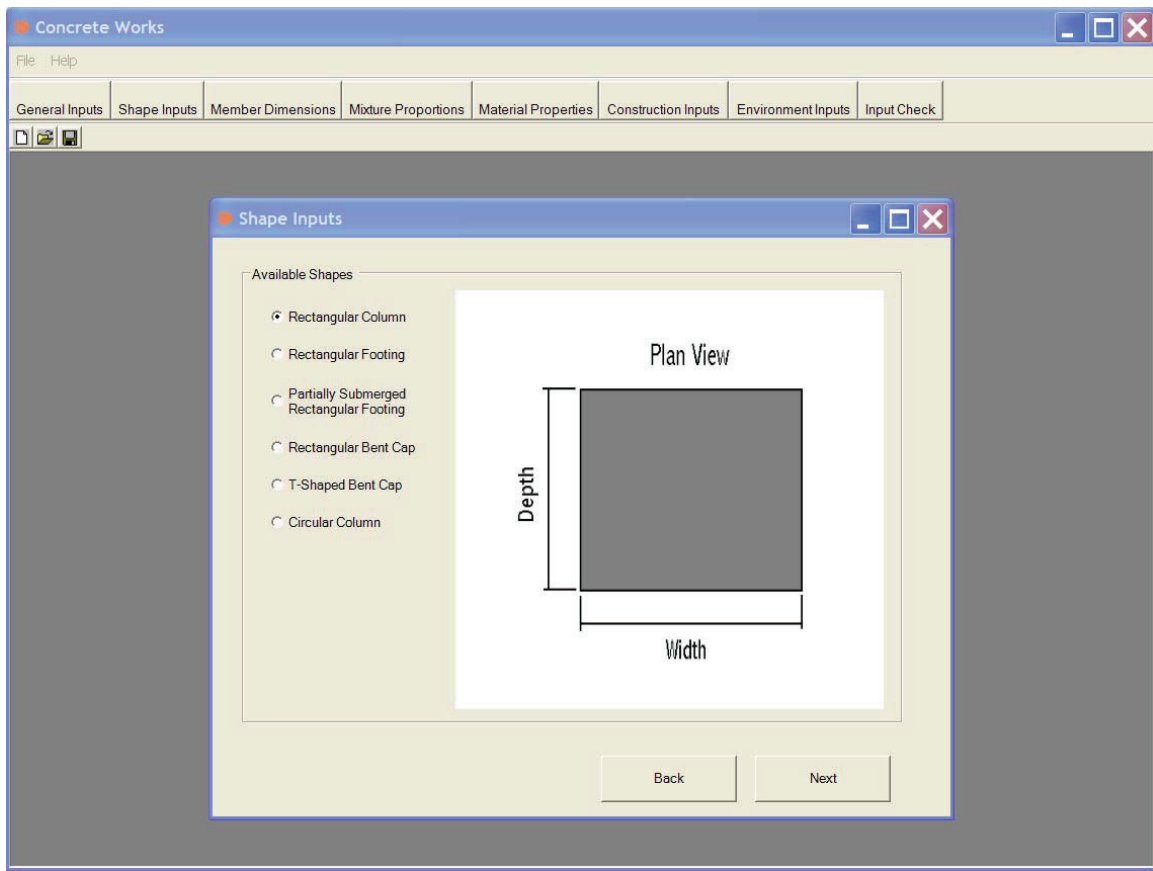 Concrete Works
File Help
General Inputs Shape Inputs Member Dimensions Mixture Proportions Material Properties Construction Inputs Environment Inputs Input Check
Shape Inputs
Available Shapes
Rectangular Column
Rectangular Footing
Partially Submerged
Rectangular Footing
Rectangular Bent Cap
T-Shaped Bent Cap
Circular Column
Plan View
Depth
Width
Back Next